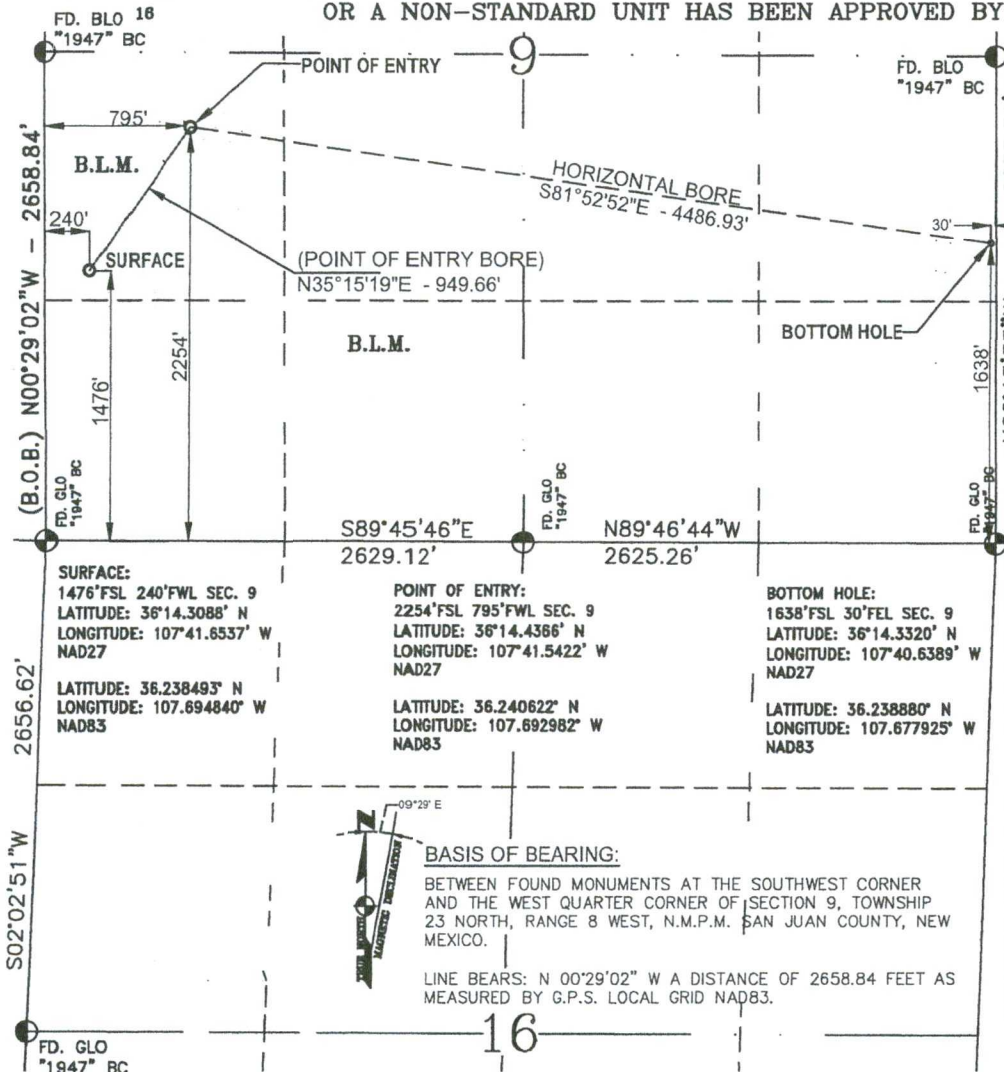 OR A NON-STANDARD UNIT HAS BEEN APPROVED BY
FD. BLO 16
"1947" BC
9
POINT OF ENTRY
FD. BLO
"1947" BC
795'
B.L.M.
(B.O.B.) N00°29'02"W - 2658.84'
HORIZONTAL BORE
S81°52'52"E - 4486.93'
240'
30'
SURFACE
(POINT OF ENTRY BORE)
N35°15'19"E - 949.66'
B.L.M.
BOTTOM HOLE
2254'
1476'
1638'
FD. GLO
"1947" BC
FD. GLO
"1947" BC
FD. GLO
"1947" BC
S89°45'46"E
2629.12'
N89°46'44"W
2625.26'
SURFACE:
1476'FSL 240'FWL SEC. 9
LATITUDE: 36°14.3088' N
LONGITUDE: 107°41.6537' W
NAD27
LATITUDE: 36.238493° N
LONGITUDE: 107.694840° W
NAD83
POINT OF ENTRY:
2254'FSL 795'FWL SEC. 9
LATITUDE: 36°14.4366' N
LONGITUDE: 107°41.5422' W
NAD27
LATITUDE: 36.240622° N
LONGITUDE: 107.692982° W
NAD83
BOTTOM HOLE:
1638'FSL 30'FEL SEC. 9
LATITUDE: 36°14.3320' N
LONGITUDE: 107°40.6389' W
NAD27
LATITUDE: 36.238880° N
LONGITUDE: 107.677925° W
NAD83
S02°02'51"W
2656.62'
09°29' E
N
TRUE NORTH
MAGNETIC DECLINATION
BASIS OF BEARING:
BETWEEN FOUND MONUMENTS AT THE SOUTHWEST CORNER
AND THE WEST QUARTER CORNER OF SECTION 9, TOWNSHIP
23 NORTH, RANGE 8 WEST, N.M.P.M. SAN JUAN COUNTY, NEW
MEXICO.
LINE BEARS: N 00°29'02" W A DISTANCE OF 2658.84 FEET AS
MEASURED BY G.P.S. LOCAL GRID NAD83.
16
FD. GLO
"1947" BC